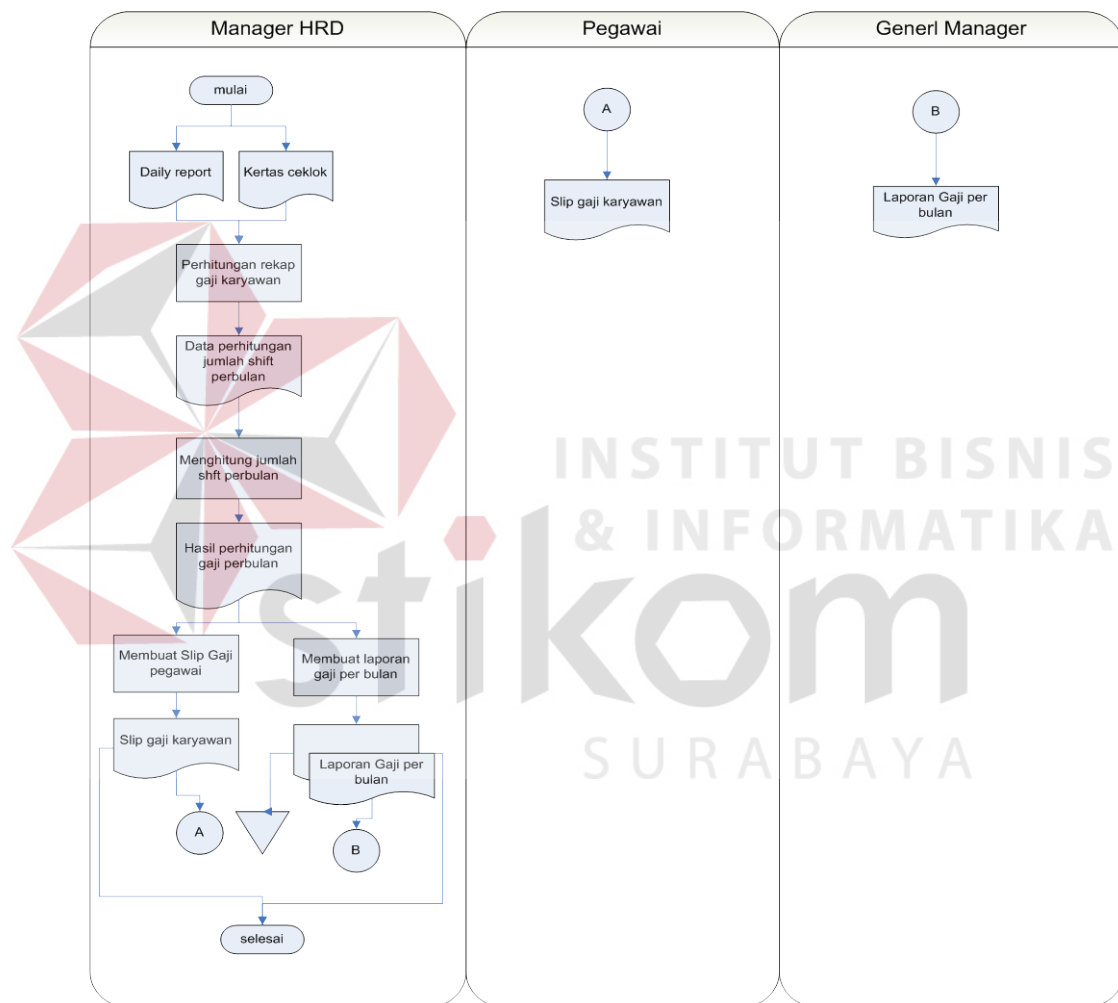 Manager HRD
Pegawai
Generl Manager
mulai
A
B
Daily report
Kertas ceklok
Slip gaji karyawan
Laporan Gaji per
bulan
Perhitungan rekap
gaji karyawan
Data perhitungan
jumlah shift
perbulan
Menghitung jumlah
shft perbulan
Hasil perhitungan
gaji perbulan
Membuat Slip Gaji
pegawai
Membuat laporan
gaji per bulan
Slip gaji karyawan
Laporan Gaji per
bulan
A
B
selesai
INSTITUT BISNIS
& INFORMATIKA
stikom
SURABAYA